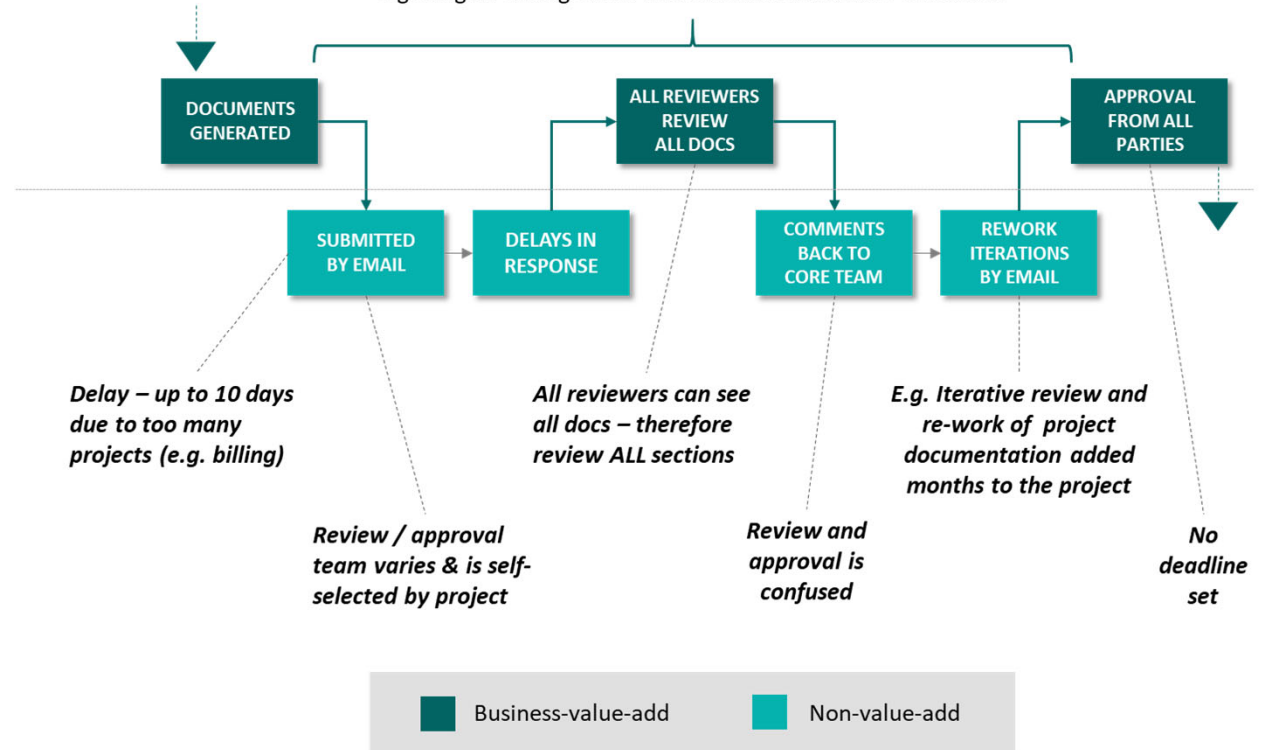 DOCUMENTS
GENERATED
ALL REVIEWERS
REVIEW
ALL DOCS
APPROVAL
FROM ALL
PARTIES
SUBMITTED
BY EMAIL
DELAYS IN
RESPONSE
COMMENTS
BACK TO
CORE TEAM
REWORK
ITERATIONS
BY EMAIL
Delay – up to 10 days
due to too many
projects (e.g. billing)
All reviewers can see
all docs – therefore
review ALL sections
E.g. Iterative review and
re-work of project
documentation added
months to the project
Review / approval
team varies & is self-
selected by project
Review and
approval is
confused
No
deadline
set
Business-value-add
Non-value-add